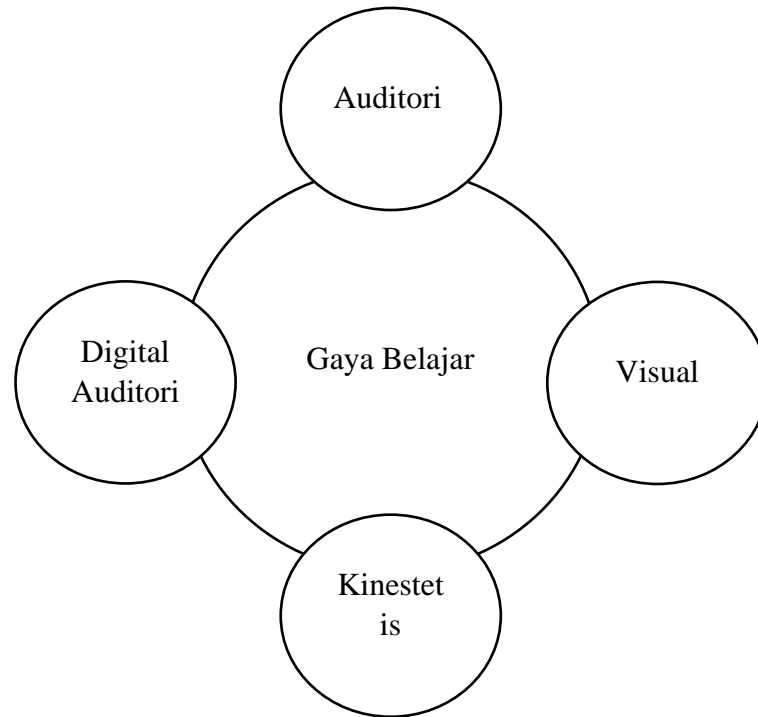 Auditori
Digital
Auditori
Gaya Belajar
Visual
Kinestet
is